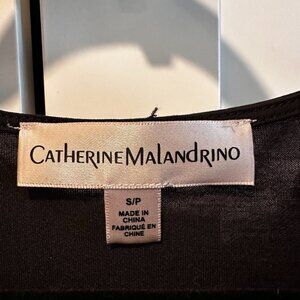 CATHERINE MALANDRINO
S/P
MADE IN
CHINA
FABRIQUÉ EN
CHINE